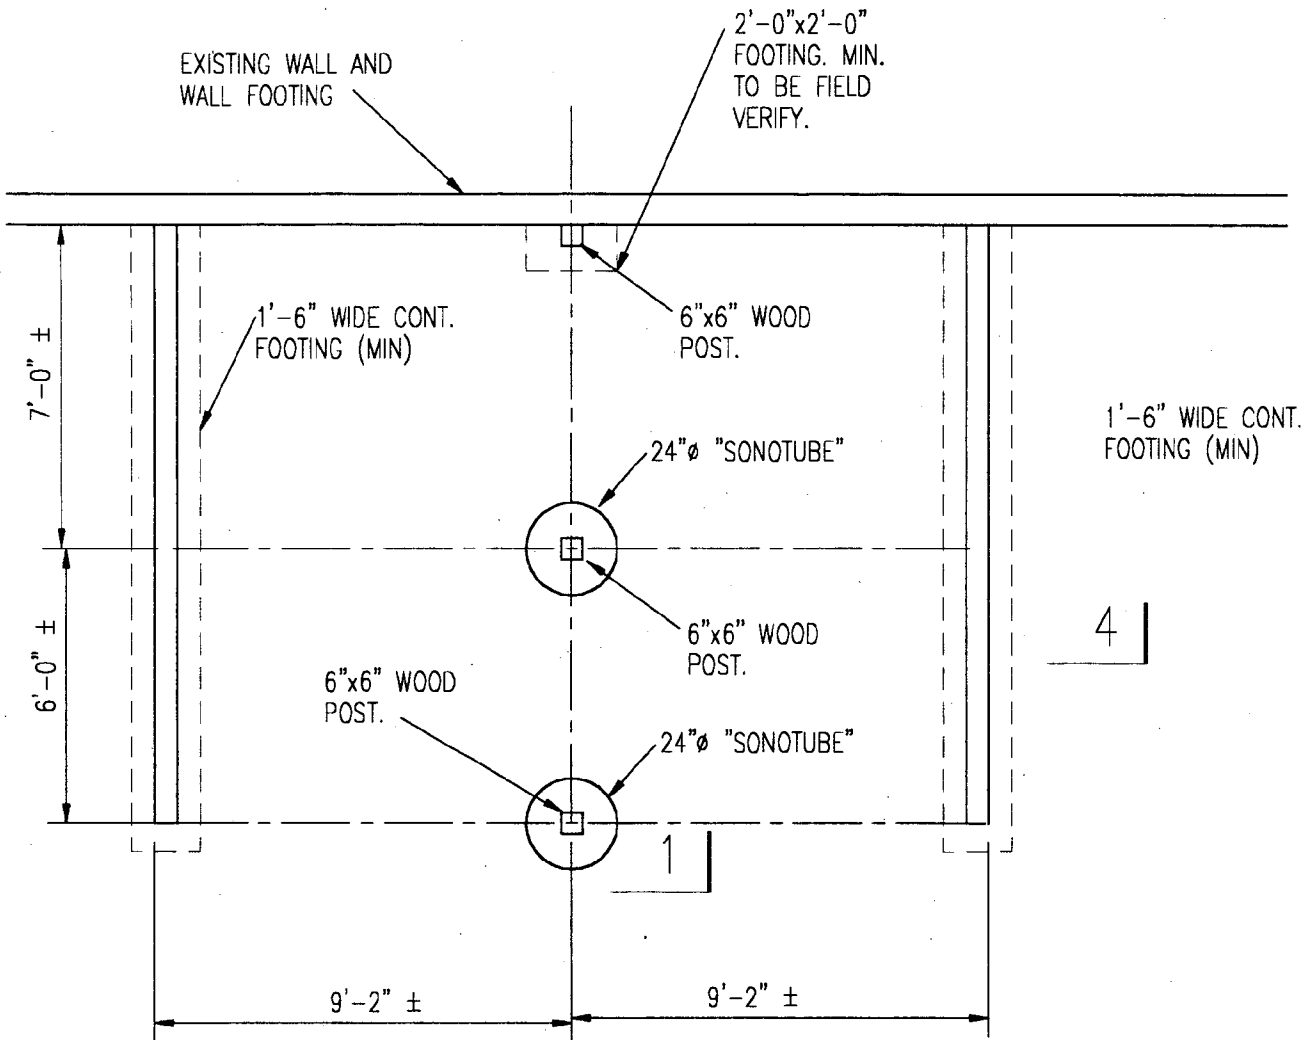 2'-0"x2'-0"
FOOTING. MIN.
TO BE FIELD
VERIFY.
EXISTING WALL AND
WALL FOOTING
1'-6" WIDE CONT.
FOOTING (MIN)
6"x6" WOOD
POST.
7'-0" ±
1'-6" WIDE CONT.
FOOTING (MIN)
24"ø "SONOTUBE"
6"x6" WOOD
POST.
4
6'-0" ±
6"x6" WOOD
POST.
24"ø "SONOTUBE"
1
9'-2" ±
9'-2" ±